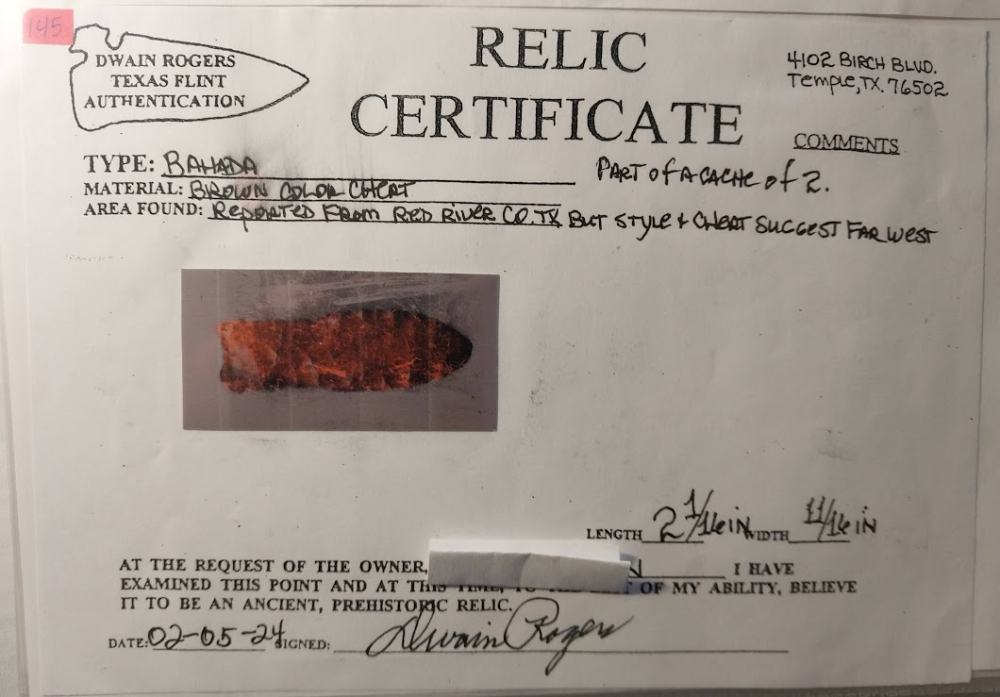 145
DWAIN ROGERS
TEXAS FLINT
AUTHENTICATION
RELIC
CERTIFICATE
4102 BIRCH BLVD.
Temple, TX. 76502
COMMENTS
TYPE: BAHADA
PART of A CACHE of 2.
MATERIAL: BROWN COLOR CHERT
AREA FOUND: Reported FROM RED RIVER CO. TX BUT STYLE & CHERT SUGGEST FAR WEST
LENGTH 2 1/16 in WIDTH 11/16 in
AT THE REQUEST OF THE OWNER, I HAVE
EXAMINED THIS POINT AND AT THIS TIME, TO OF MY ABILITY, BELIEVE
IT TO BE AN ANCIENT, PREHISTORIC RELIC.
DATE: 02-05-24 SIGNED: Dwain Rogers